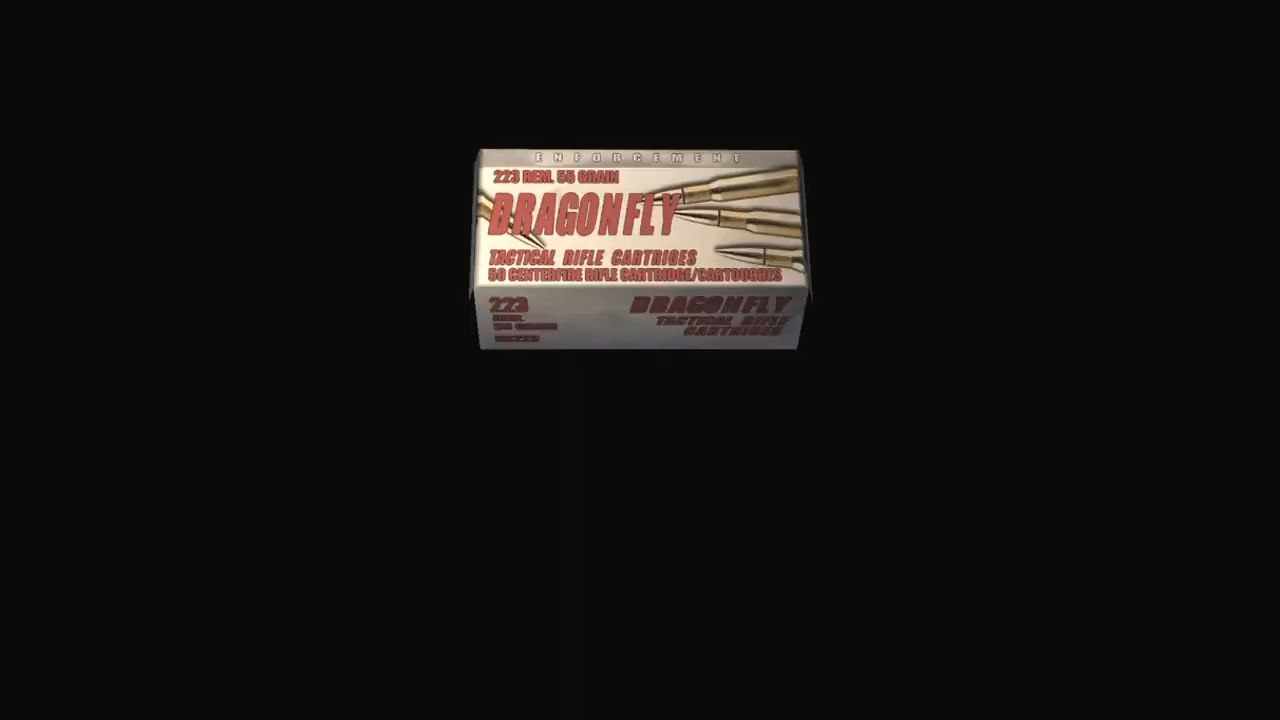 ENFORCEMENT
223 REM. 55 GRAIN
DRAGONFLY
TACTICAL RIFLE CARTRIGES
50 CENTERFIRE RIFLE CARTRIDGE/CARTOUCHES
223
DRAGONFLY
TACTICAL RIFLE
CARTRIGES